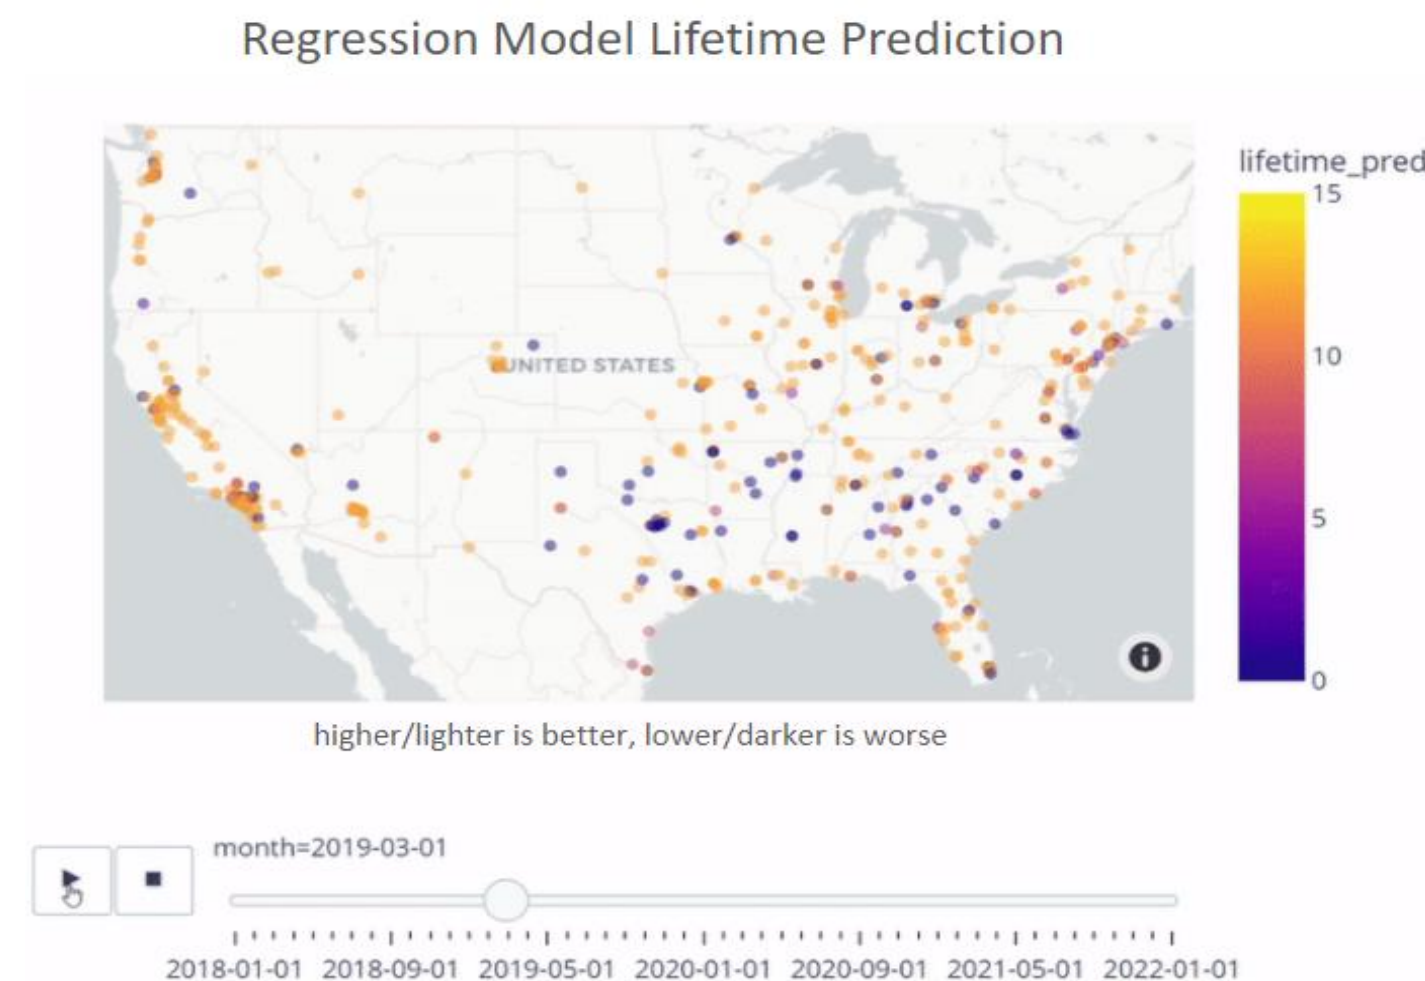 Regression Model Lifetime Prediction
lifetime_pred
15
10
5
0
UNITED STATES
i
higher/lighter is better, lower/darker is worse
month=2019-03-01
2018-01-01 2018-09-01 2019-05-01 2020-01-01 2020-09-01 2021-05-01 2022-01-01